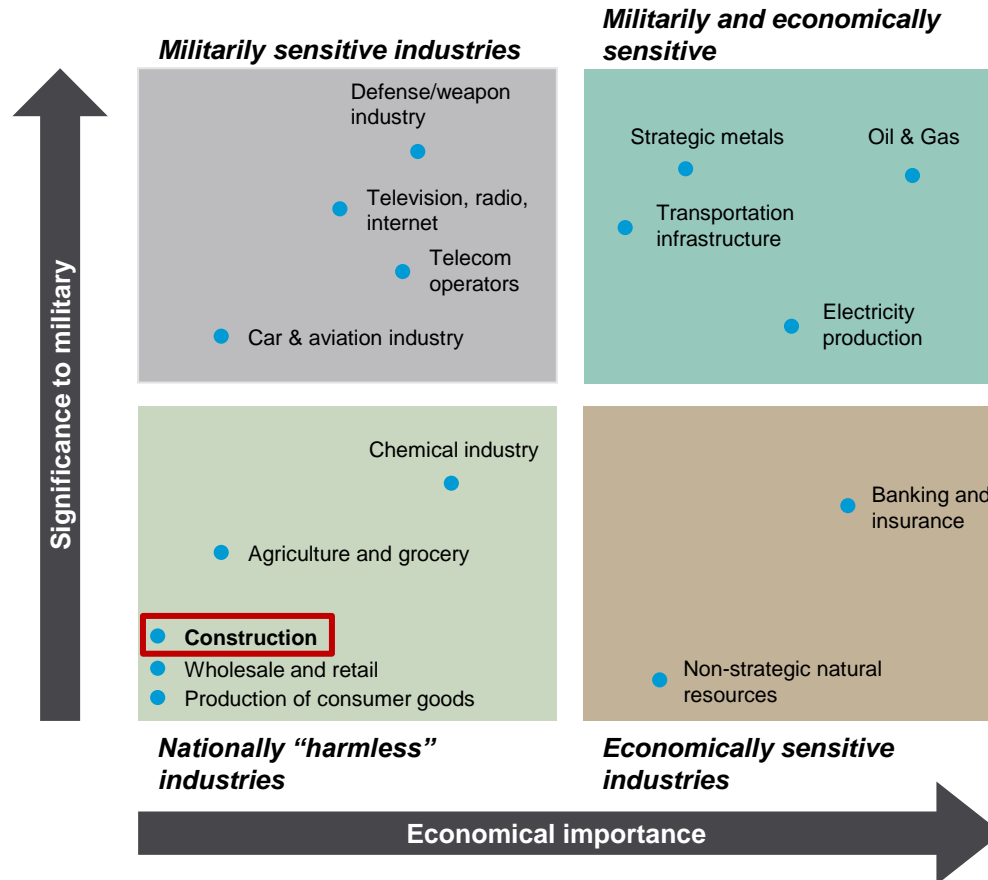 Militarily sensitive industries
Militarily and economically
sensitive
Defense/weapon
industry
Television, radio,
internet
Telecom
operators
Car & aviation industry
Strategic metals
Oil & Gas
Transportation
infrastructure
Electricity
production
Significance to military
Chemical industry
Agriculture and grocery
Construction
Wholesale and retail
Production of consumer goods
Banking and
insurance
Non-strategic natural
resources
Nationally “harmless”
industries
Economically sensitive
industries
Economical importance